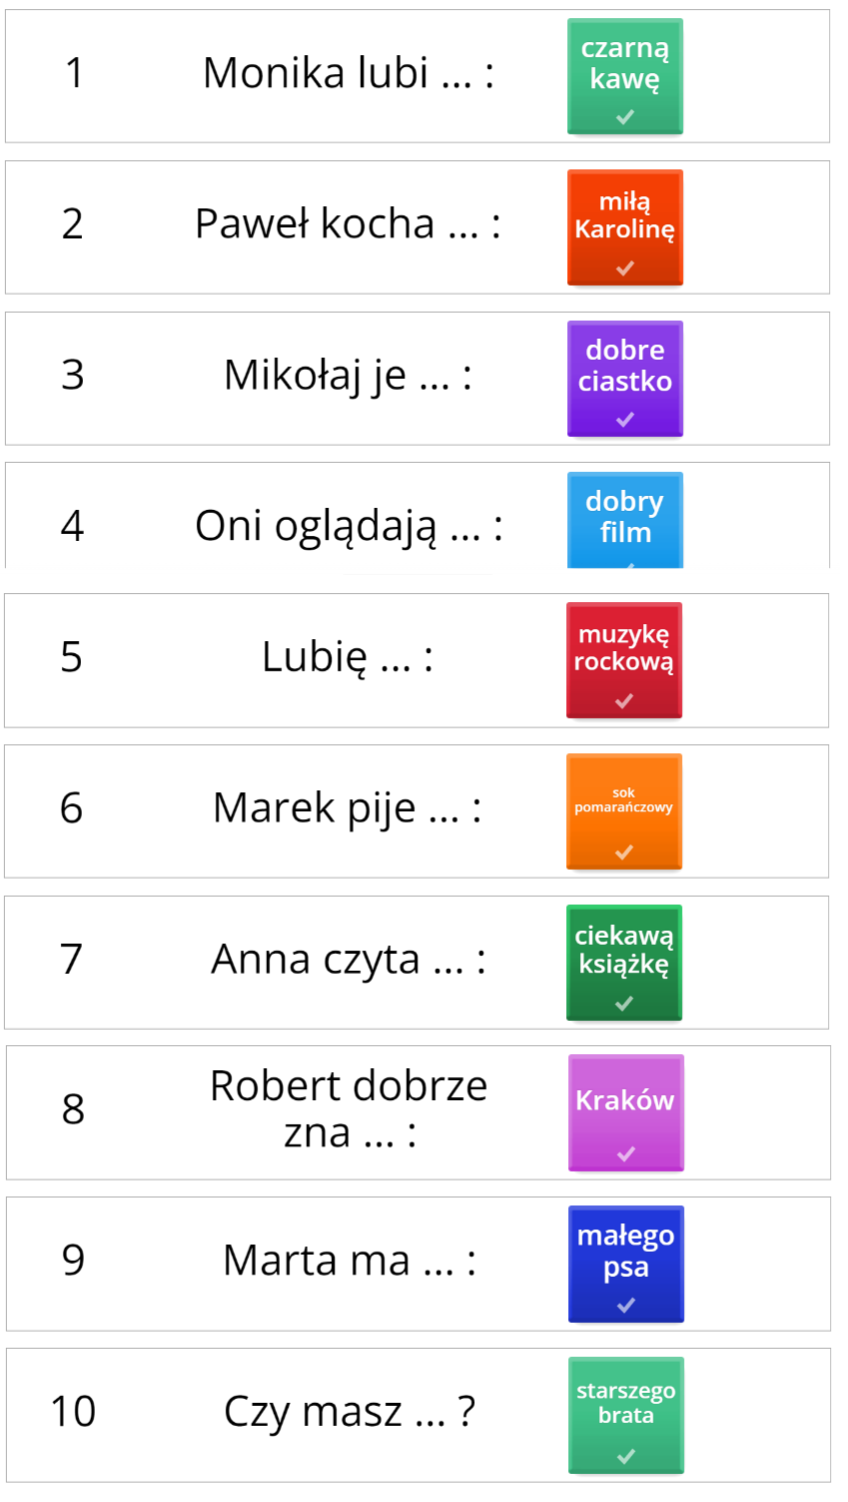 1
Monika lubi ... :
czarną
kawę
2
Paweł kocha ... :
miłą
Karolinę
3
Mikołaj je ... :
dobre
ciastko
4
Oni oglądają ... :
dobry
film
5
Lubię ... :
muzykę
rockową
6
Marek pije ... :
sok
pomarańczowy
7
Anna czyta ... :
ciekawą
książkę
8
Robert dobrze
zna ... :
Kraków
9
Marta ma ... :
małego
psa
10
Czy masz ... ?
starszego
brata